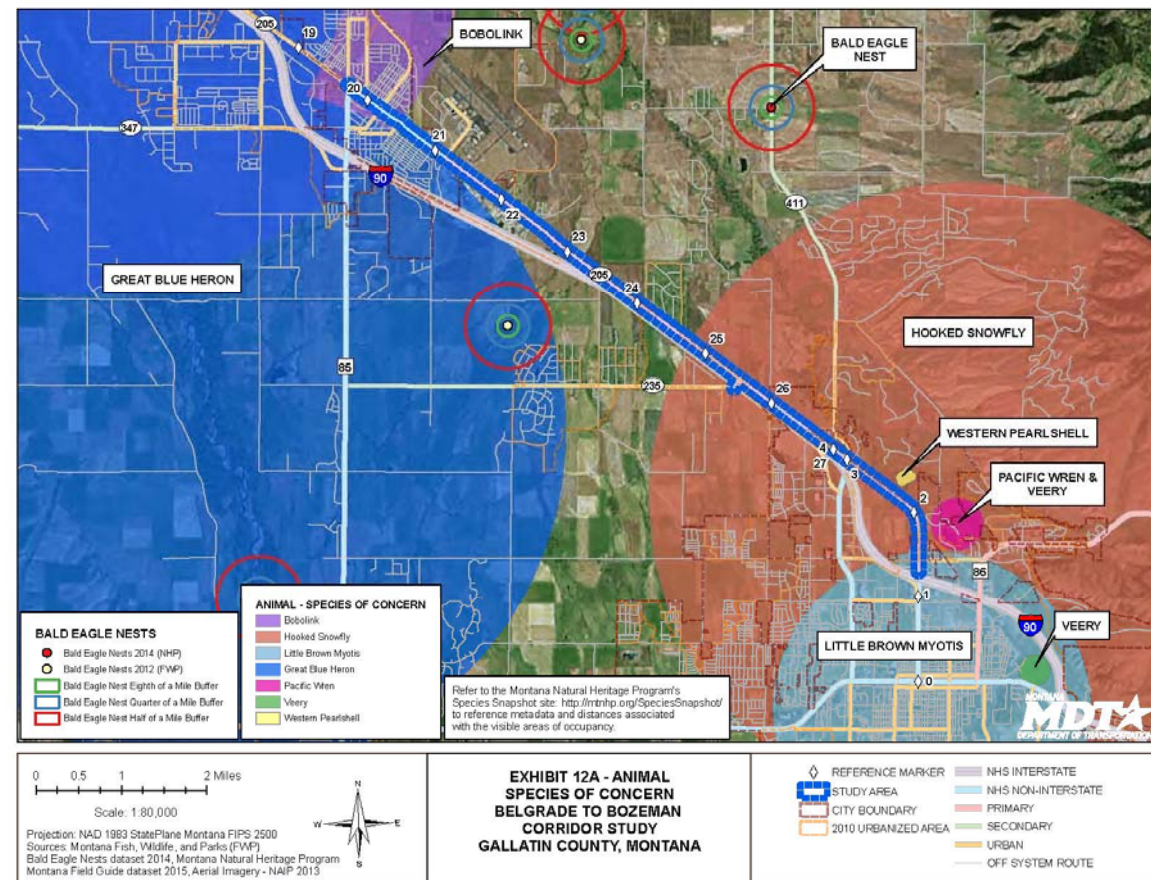 205
19
BOBOLINK
BALD EAGLE
NEST
20
347
21
90
22
411
23
GREAT BLUE HERON
205
24
HOOKED SNOWFLY
25
85
235
26
WESTERN PEARLSHELL
4
27
3
PACIFIC WREN &
VEERY
2
86
1
VEERY
90
LITTLE BROWN MYOTIS
0
BALD EAGLE NESTS
Bald Eagle Nests 2014 (NHP)
Bald Eagle Nests 2012 (FWP)
Bald Eagle Nest Eighth of a Mile Buffer
Bald Eagle Nest Quarter of a Mile Buffer
Bald Eagle Nest Half of a Mile Buffer
ANIMAL - SPECIES OF CONCERN
Bobolink
Hooked Snowfly
Little Brown Myotis
Great Blue Heron
Pacific Wren
Veery
Western Pearlshell
Refer to the Montana Natural Heritage Program's
Species Snapshot site: http://mtnhp.org/SpeciesSnapshot/
to reference metadata and distances associated
with the visible areas of occupancy.
MONTANA
MDT
DEPARTMENT OF TRANSPORTATION
0 0.5 1 2 Miles
Scale: 1:80,000
N
W E
S
Projection: NAD 1983 StatePlane Montana FIPS 2500
Sources: Montana Fish, Wildlife, and Parks (FWP)
Bald Eagle Nests dataset 2014, Montana Natural Heritage Program
Montana Field Guide dataset 2015, Aerial Imagery - NAIP 2013
EXHIBIT 12A - ANIMAL
SPECIES OF CONCERN
BELGRADE TO BOZEMAN
CORRIDOR STUDY
GALLATIN COUNTY, MONTANA
REFERENCE MARKER
STUDY AREA
CITY BOUNDARY
2010 URBANIZED AREA
NHS INTERSTATE
NHS NON-INTERSTATE
PRIMARY
SECONDARY
URBAN
OFF SYSTEM ROUTE